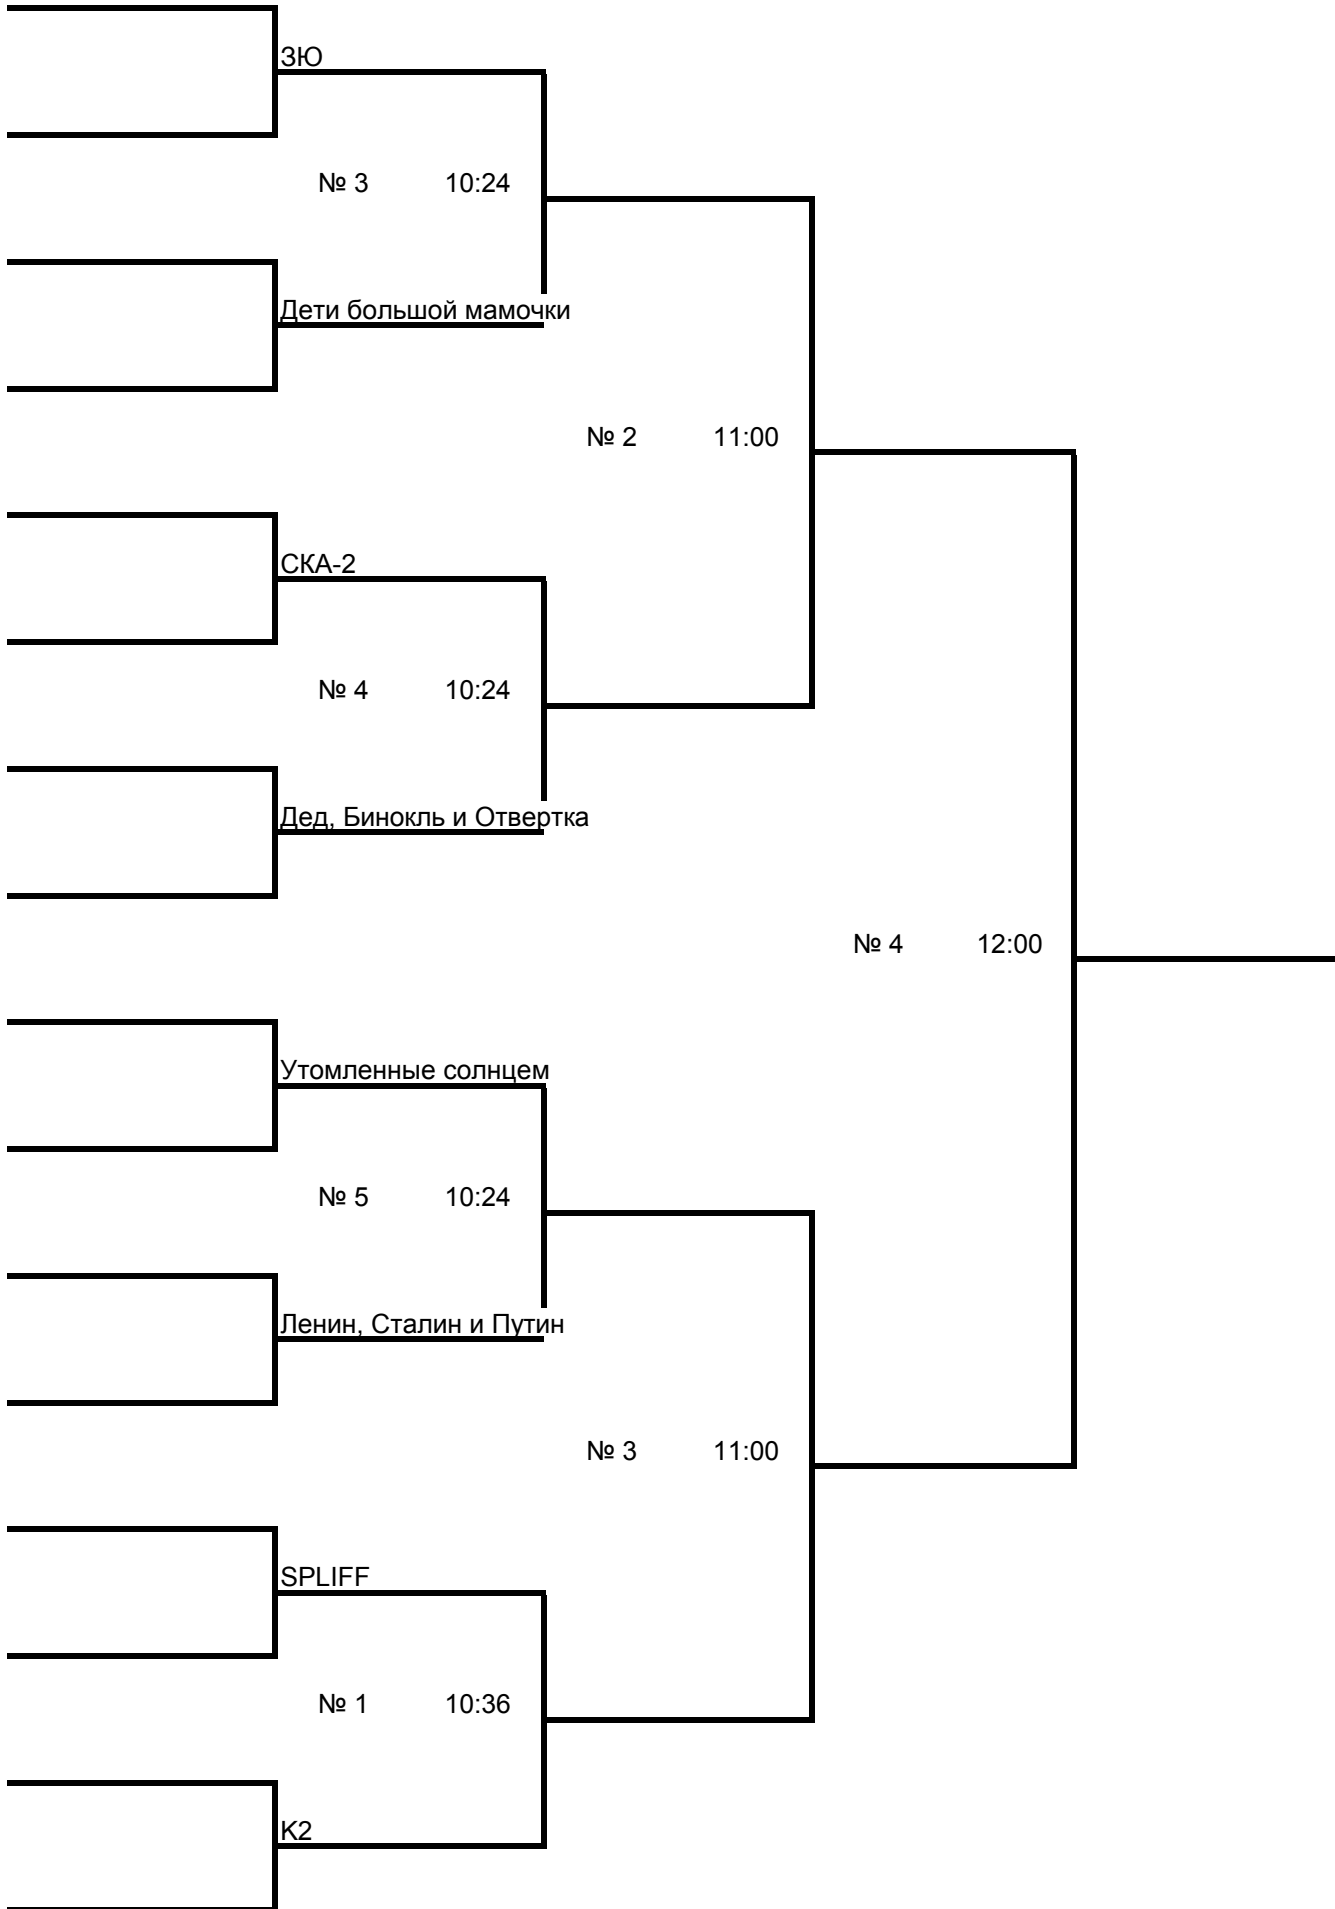 ЗЮ
№ 3 10:24
Дети большой мамочки
№ 2 11:00
СКА-2
№ 4 10:24
Дед, Бинокль и Отвертка
№ 4 12:00
Утомленные солнцем
№ 5 10:24
Ленин, Сталин и Путин
№ 3 11:00
SPLIFF
№ 1 10:36
К2